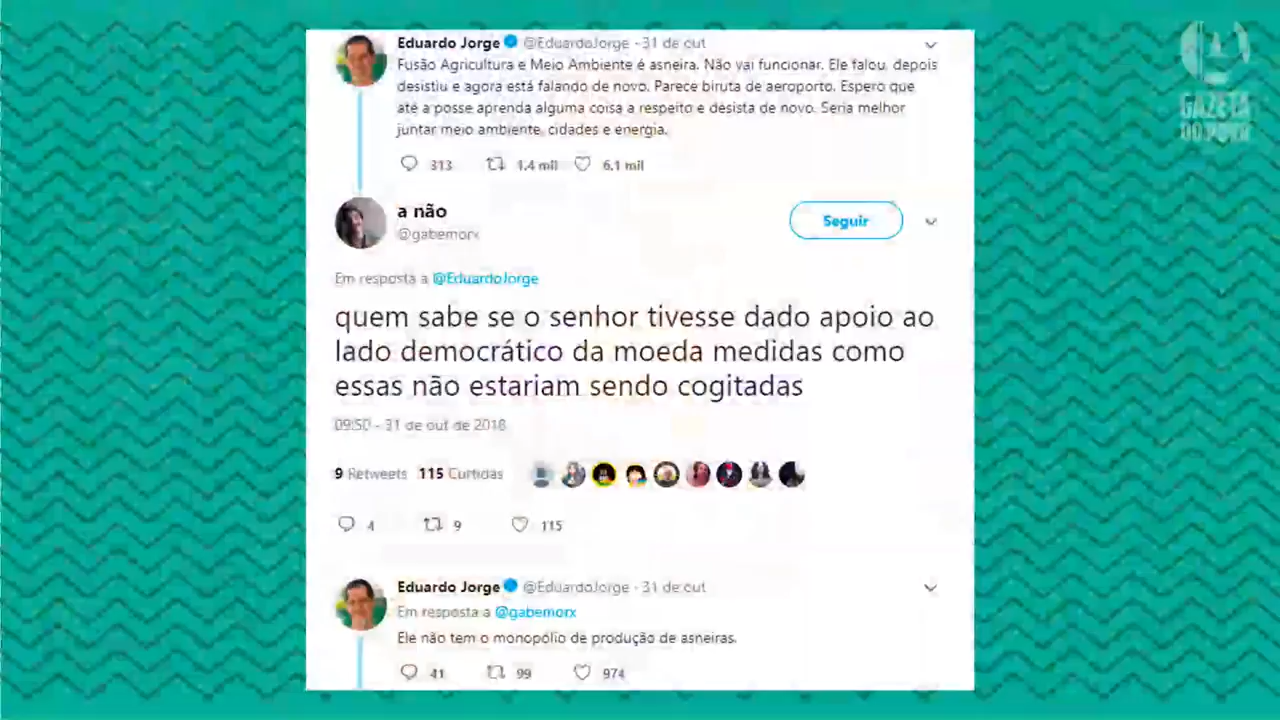 Eduardo Jorge @EduardoJorge - 31 de out
Fusão Agricultura e Meio Ambiente é asneira. Não vai funcionar. Ele falou, depois
desistiu e agora está falando de novo. Parece biruta de aeroporto. Espero que
até a posse aprenda alguma coisa a respeito e desista de novo. Seria melhor
juntar meio ambiente, cidades e energia.
313 1.4 mil 6.1 mil
GAZETA
DO POVO
a não
@gabemorx
Seguir
Em resposta a @EduardoJorge
quem sabe se o senhor tivesse dado apoio ao
lado democrático da moeda medidas como
essas não estariam sendo cogitadas
09:50 - 31 de out de 2018
9 Retweets 115 Curtidas
4 9 115
Eduardo Jorge @EduardoJorge - 31 de out
Em resposta a @gabemorx
Ele não tem o monopólio de produção de asneiras.
41 99 974